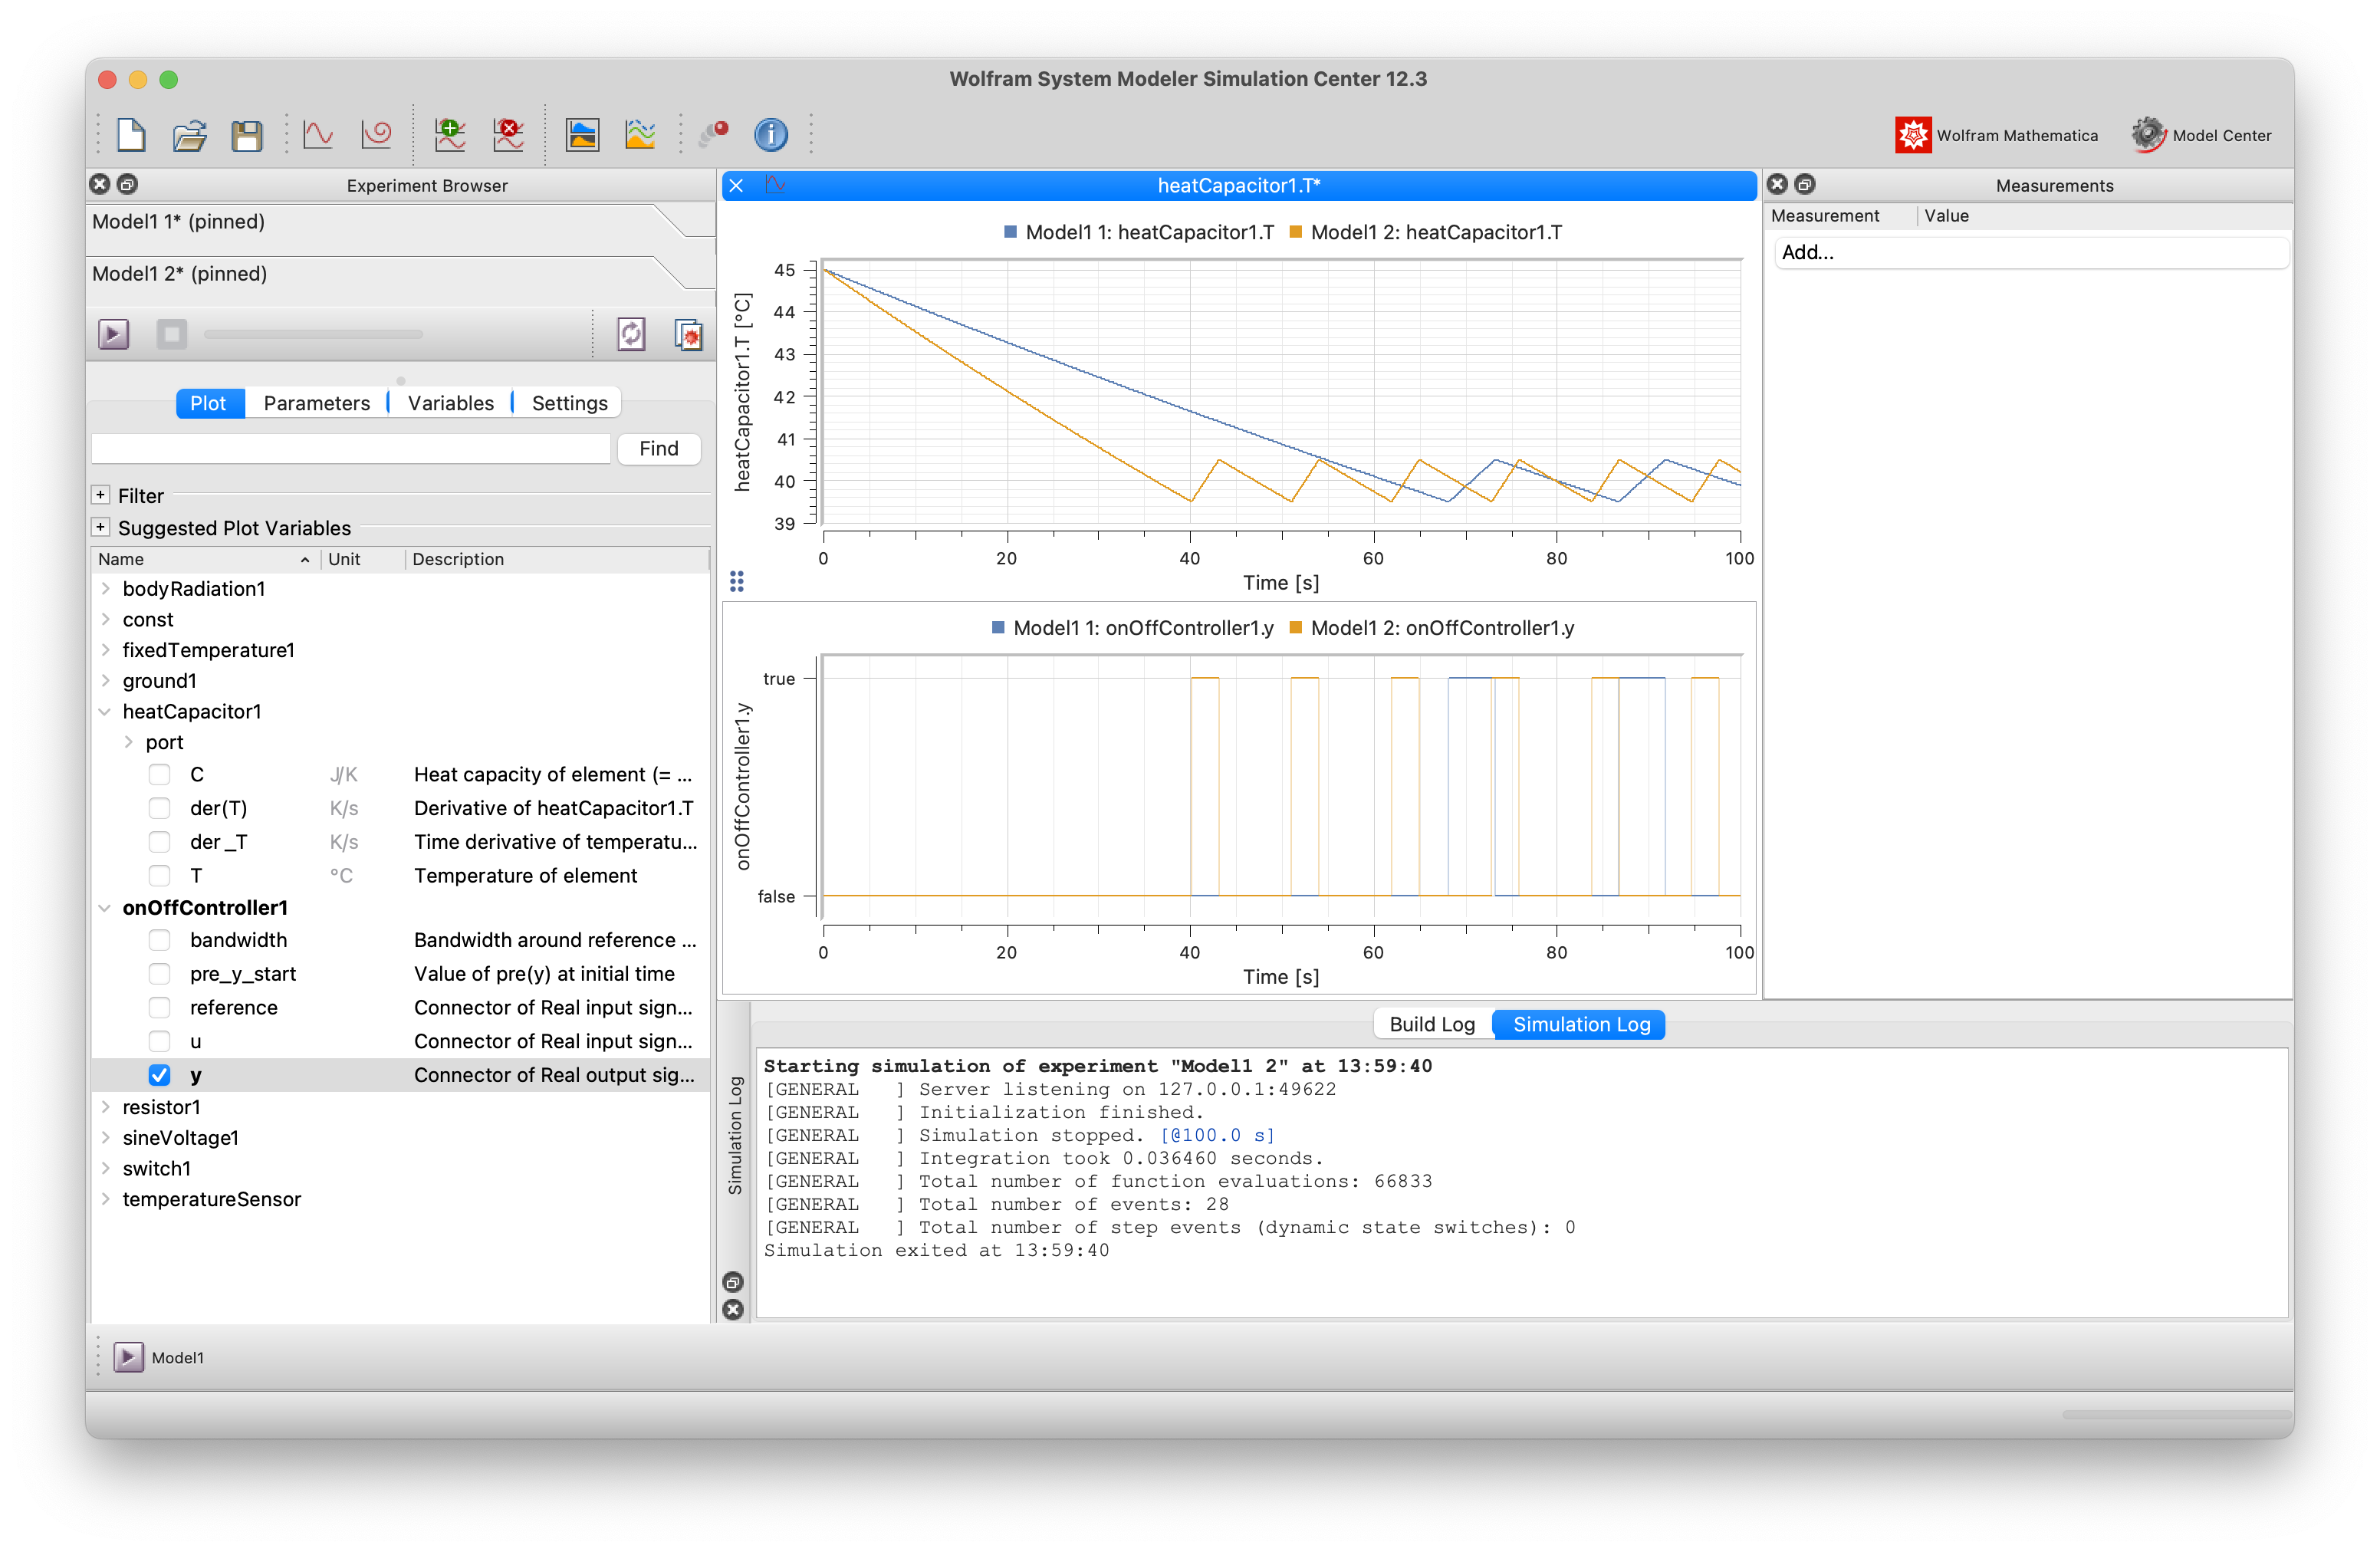 Wolfram System Modeler Simulation Center 12.3
Wolfram Mathematica
Model Center
Experiment Browser
Model1 1* (pinned)
Model1 2* (pinned)
Plot Parameters Variables Settings
Find
Filter
Suggested Plot Variables
Name Unit Description
bodyRadiation1
const
fixedTemperature1
ground1
heatCapacitor1
port
C J/K Heat capacity of element (= ...
der(T) K/s Derivative of heatCapacitor1.T
der_T K/s Time derivative of temperatu...
T °C Temperature of element
onOffController1
bandwidth Bandwidth around reference ...
pre_y_start Value of pre(y) at initial time
reference Connector of Real input sign...
u Connector of Real input sign...
y Connector of Real output sig...
resistor1
sineVoltage1
switch1
temperatureSensor
Model1
heatCapacitor1.T*
Model1 1: heatCapacitor1.T Model1 2: heatCapacitor1.T
heatCapacitor1.T [°C]
45
44
43
42
41
40
39
0 20 40 60 80 100
Time [s]
Model1 1: onOffController1.y Model1 2: onOffController1.y
onOffController1.y
true
false
0 20 40 60 80 100
Time [s]
Measurements
Measurement Value
Add...
Simulation Log
Build Log Simulation Log
Starting simulation of experiment "Model1 2" at 13:59:40
[GENERAL ] Server listening on 127.0.0.1:49622
[GENERAL ] Initialization finished.
[GENERAL ] Simulation stopped. [@100.0 s]
[GENERAL ] Integration took 0.036460 seconds.
[GENERAL ] Total number of function evaluations: 66833
[GENERAL ] Total number of events: 28
[GENERAL ] Total number of step events (dynamic state switches): 0
Simulation exited at 13:59:40